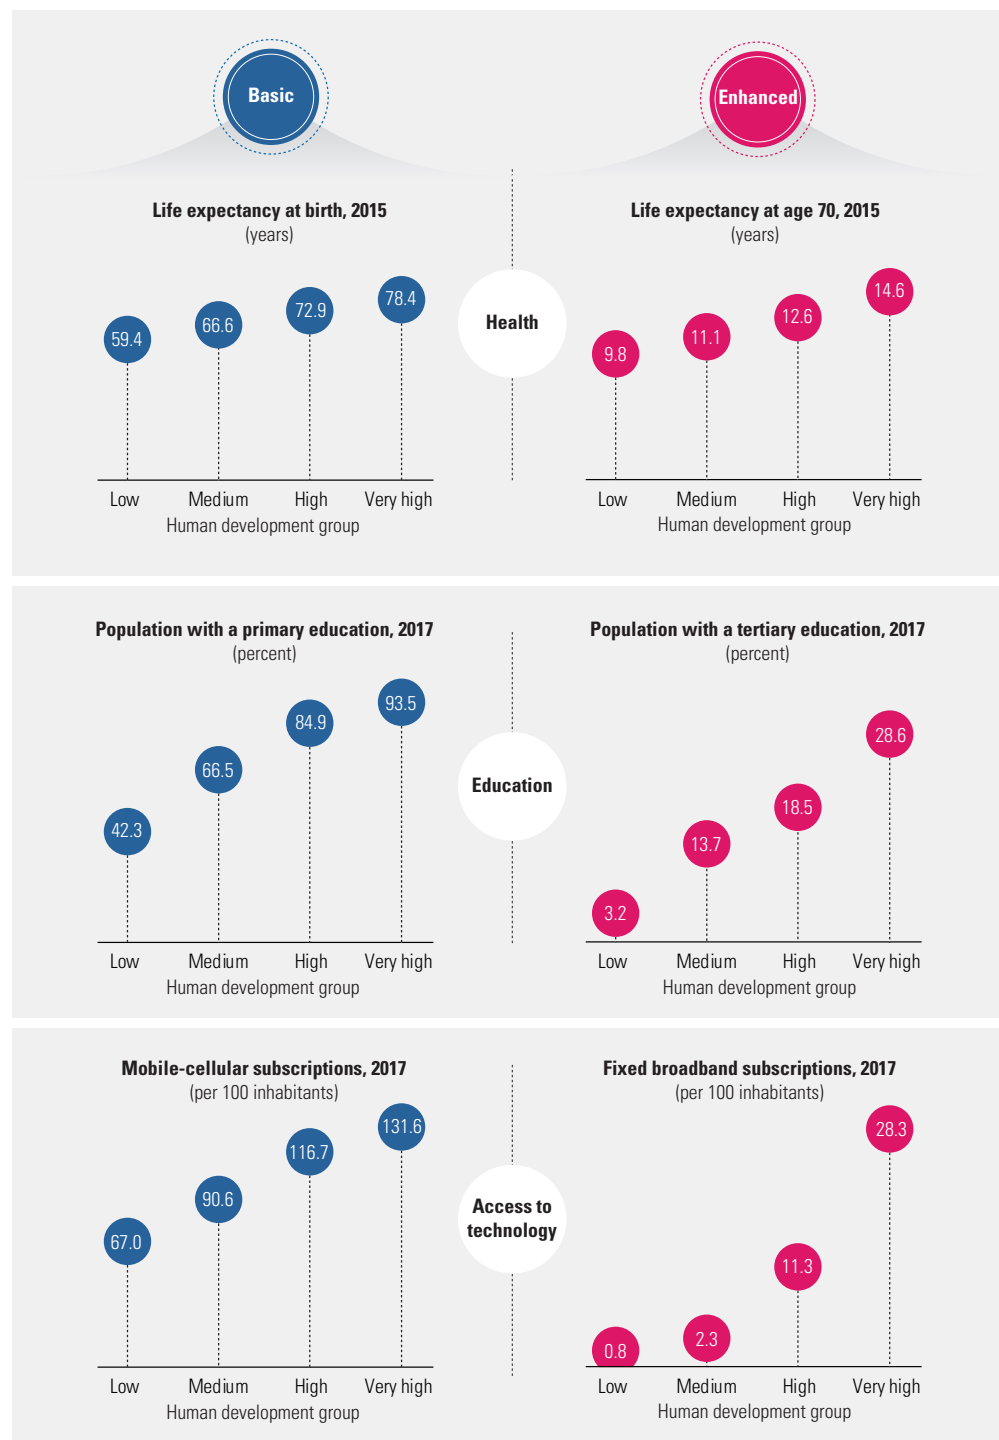 Basic
Enhanced
Life expectancy at birth, 2015
(years)
59.4
66.6
72.9
78.4
Low Medium High Very high
Human development group
Health
Life expectancy at age 70, 2015
(years)
9.8
11.1
12.6
14.6
Low Medium High Very high
Human development group
Population with a primary education, 2017
(percent)
42.3
66.5
84.9
93.5
Low Medium High Very high
Human development group
Education
Population with a tertiary education, 2017
(percent)
3.2
13.7
18.5
28.6
Low Medium High Very high
Human development group
Mobile-cellular subscriptions, 2017
(per 100 inhabitants)
67.0
90.6
116.7
131.6
Low Medium High Very high
Human development group
Access to
technology
Fixed broadband subscriptions, 2017
(per 100 inhabitants)
0.8
2.3
11.3
28.3
Low Medium High Very high
Human development group